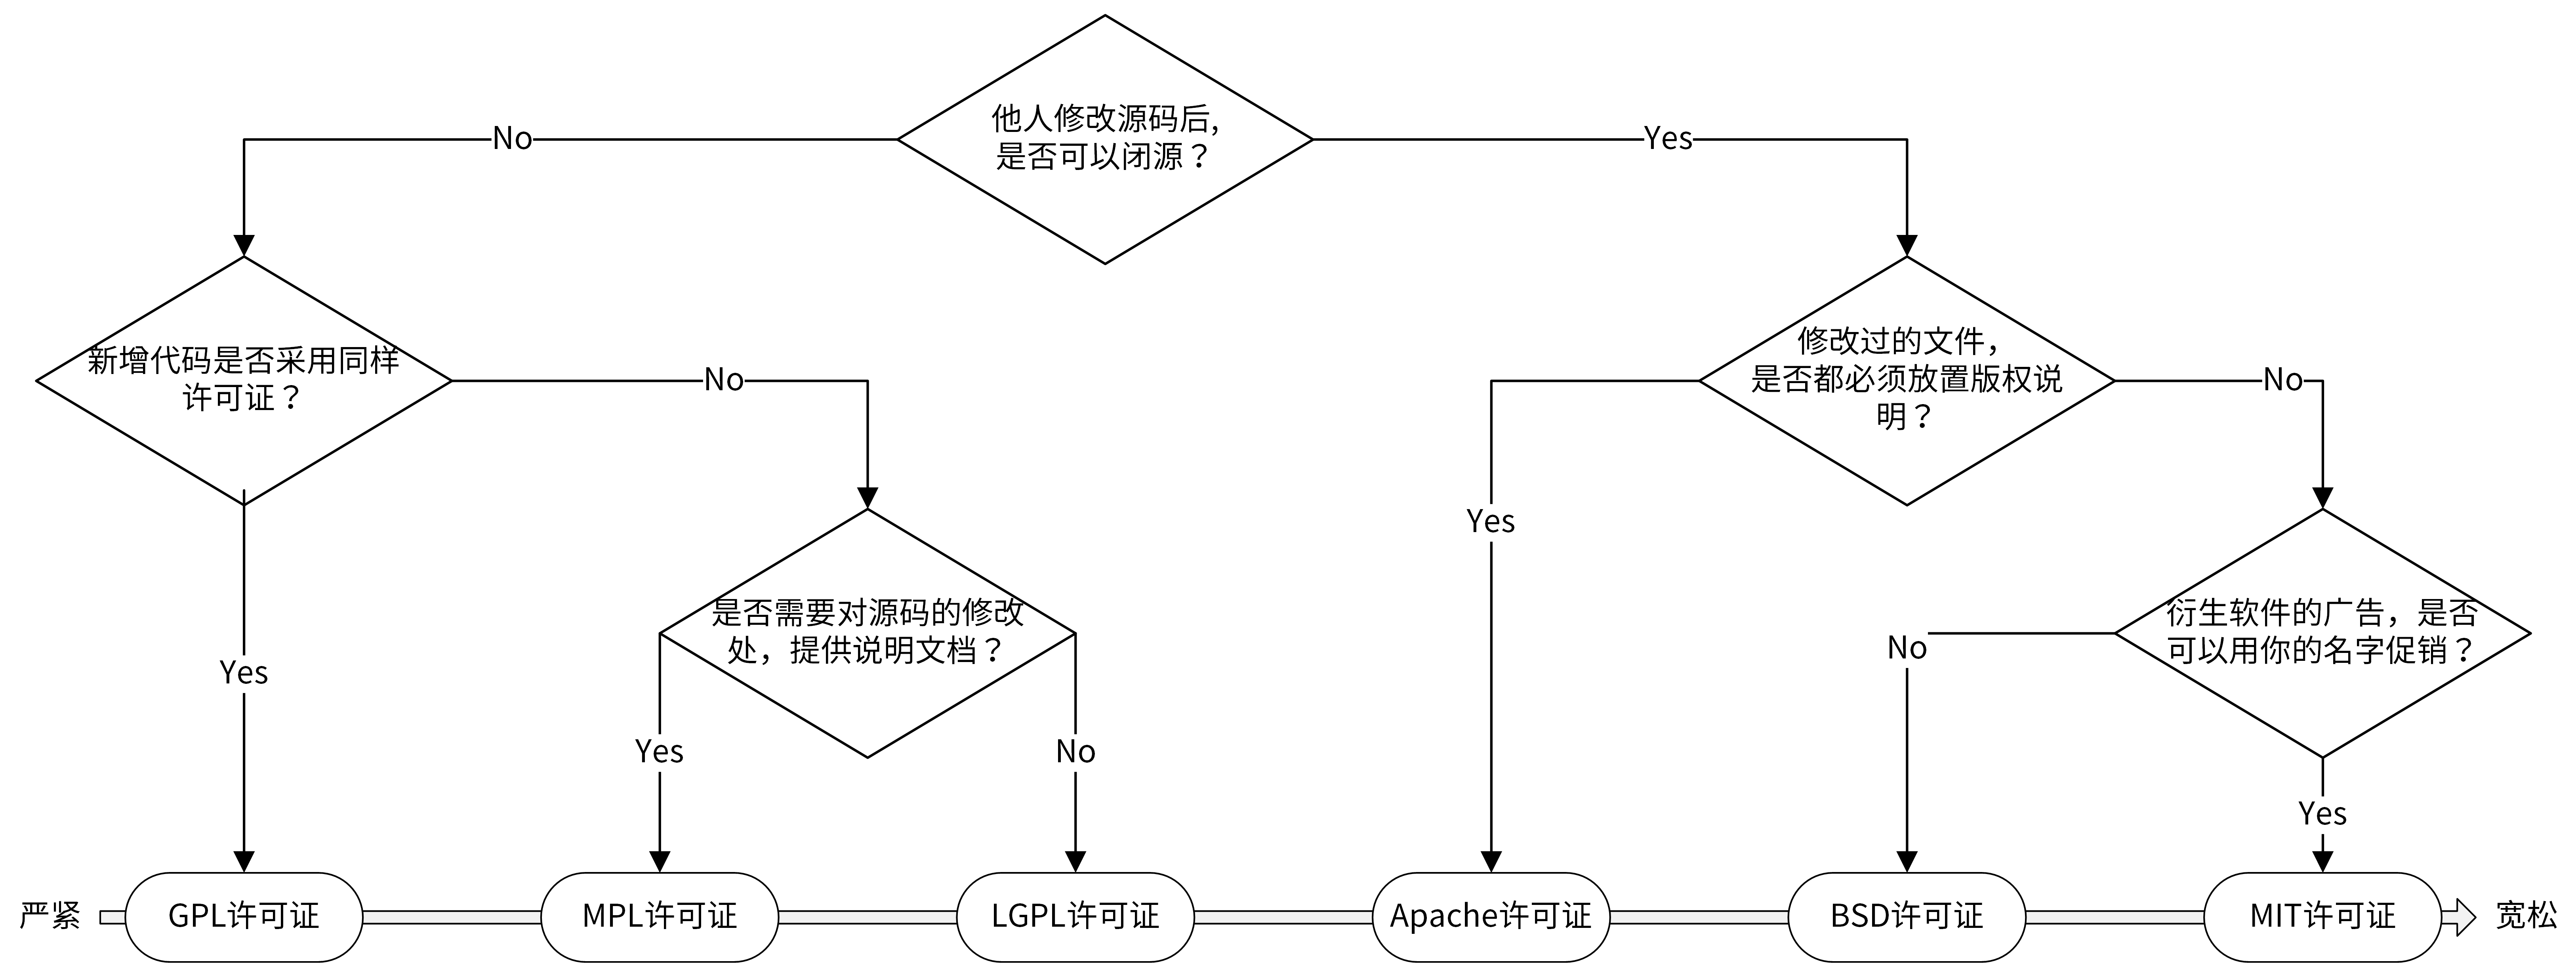 他人修改源码后,
是否可以闭源？
No
Yes
新增代码是否采用同样
许可证？
No
修改过的文件，
是否都必须放置版权说
明？
No
Yes
是否需要对源码的修改
处，提供说明文档？
衍生软件的广告，是否
可以用你的名字促销？
No
Yes
Yes
No
Yes
严紧
GPL许可证
MPL许可证
LGPL许可证
Apache许可证
BSD许可证
MIT许可证
宽松